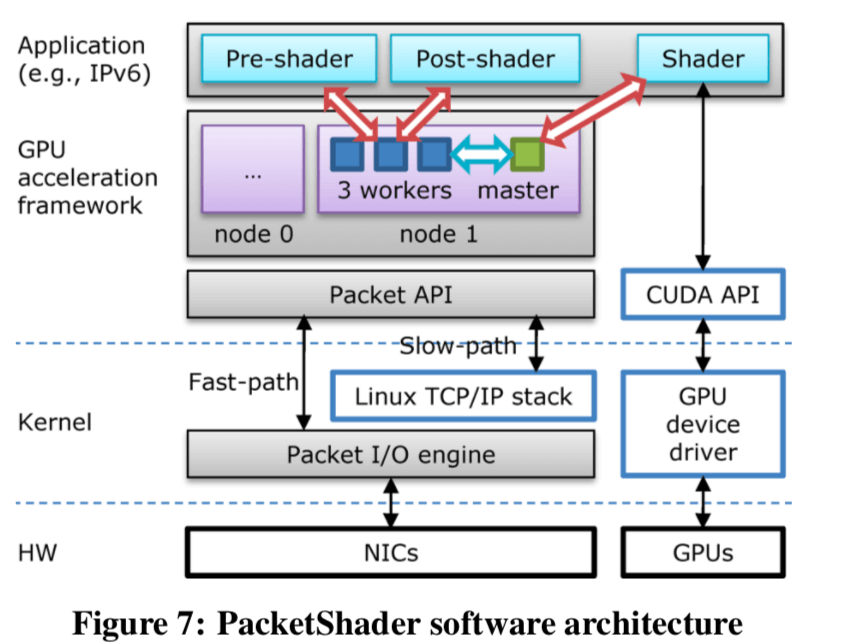 Application
(e.g., IPv6)
Pre-shader
Post-shader
Shader
GPU
acceleration
framework
...
3 workers
master
node 0
node 1
Packet API
CUDA API
Slow-path
Fast-path
Linux TCP/IP stack
GPU
device
driver
Kernel
Packet I/O engine
HW
NICs
GPUs
Figure 7: PacketShader software architecture